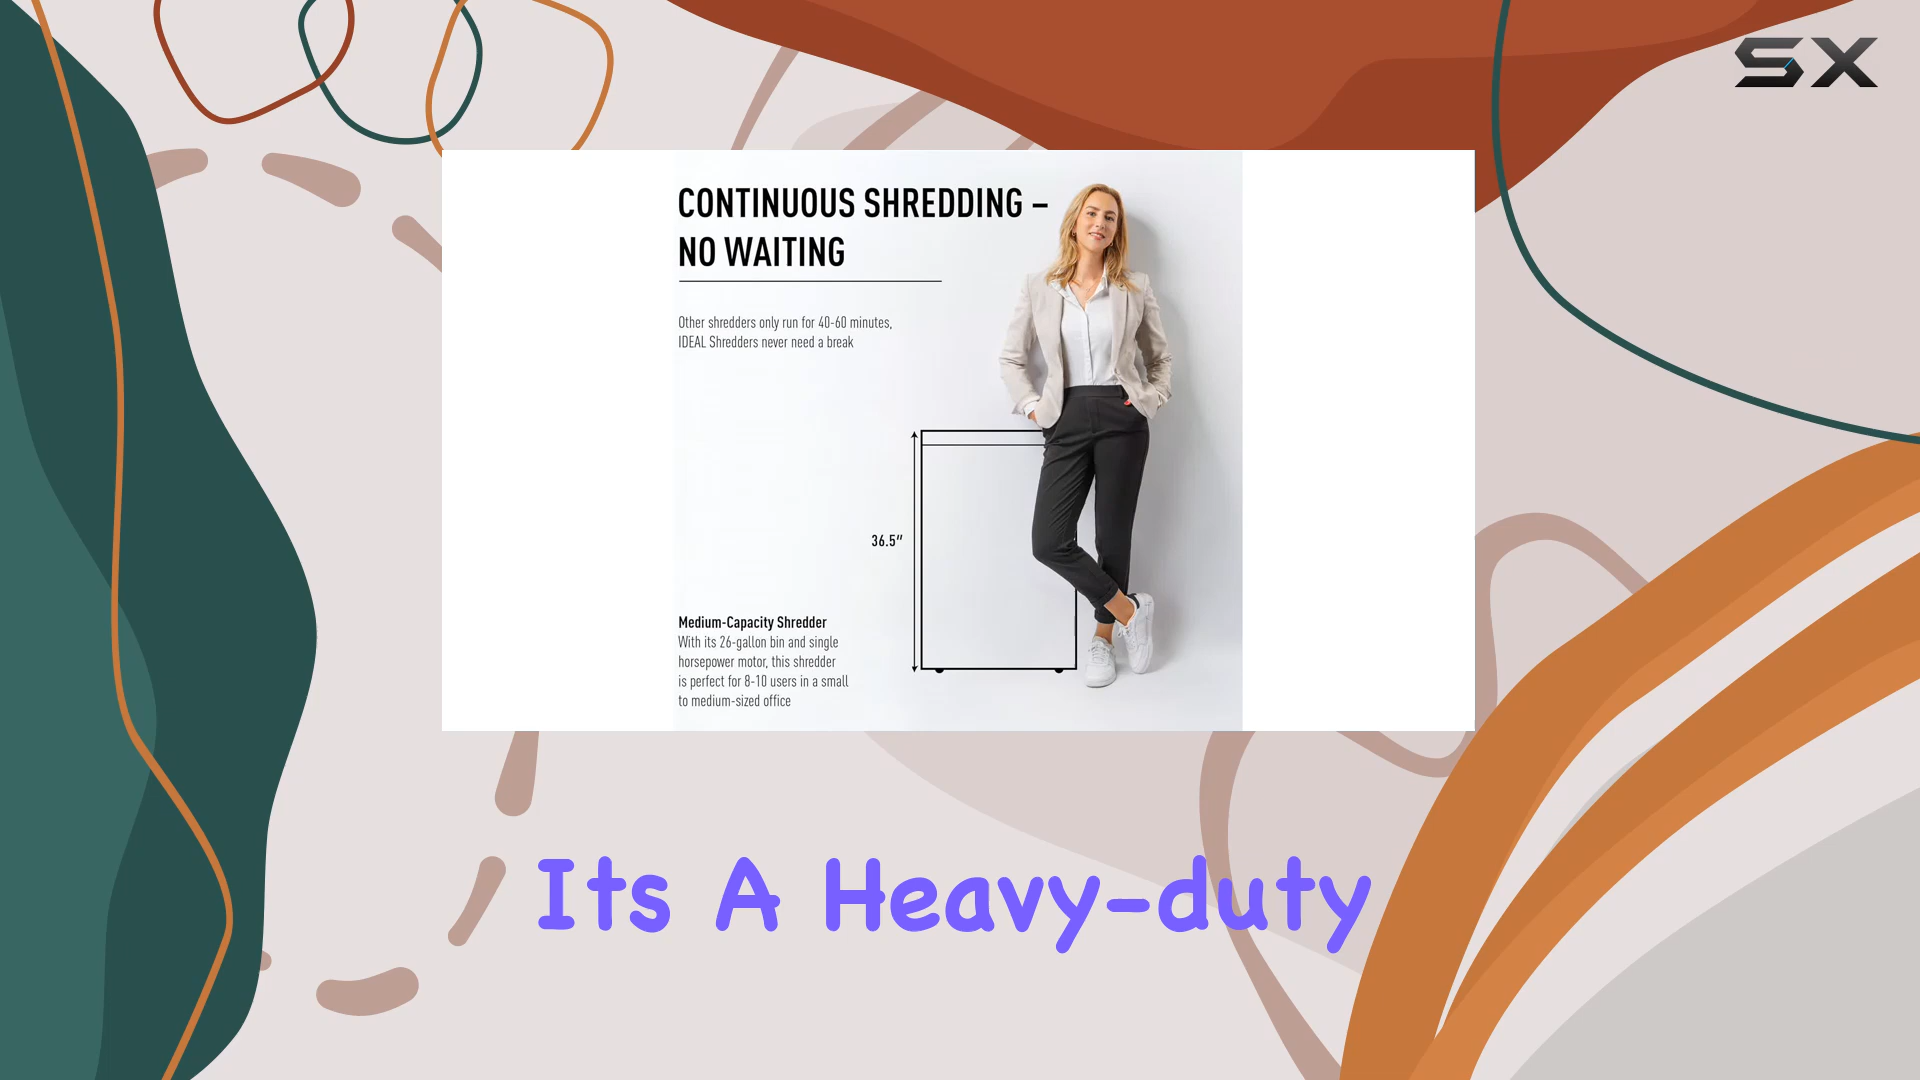 SX
CONTINUOUS SHREDDING –
NO WAITING
Other shredders only run for 40-60 minutes,
IDEAL Shredders never need a break
36.5"
Medium-Capacity Shredder
With its 26-gallon bin and single
horsepower motor, this shredder
is perfect for 8-10 users in a small
to medium-sized office
Its A Heavy-duty